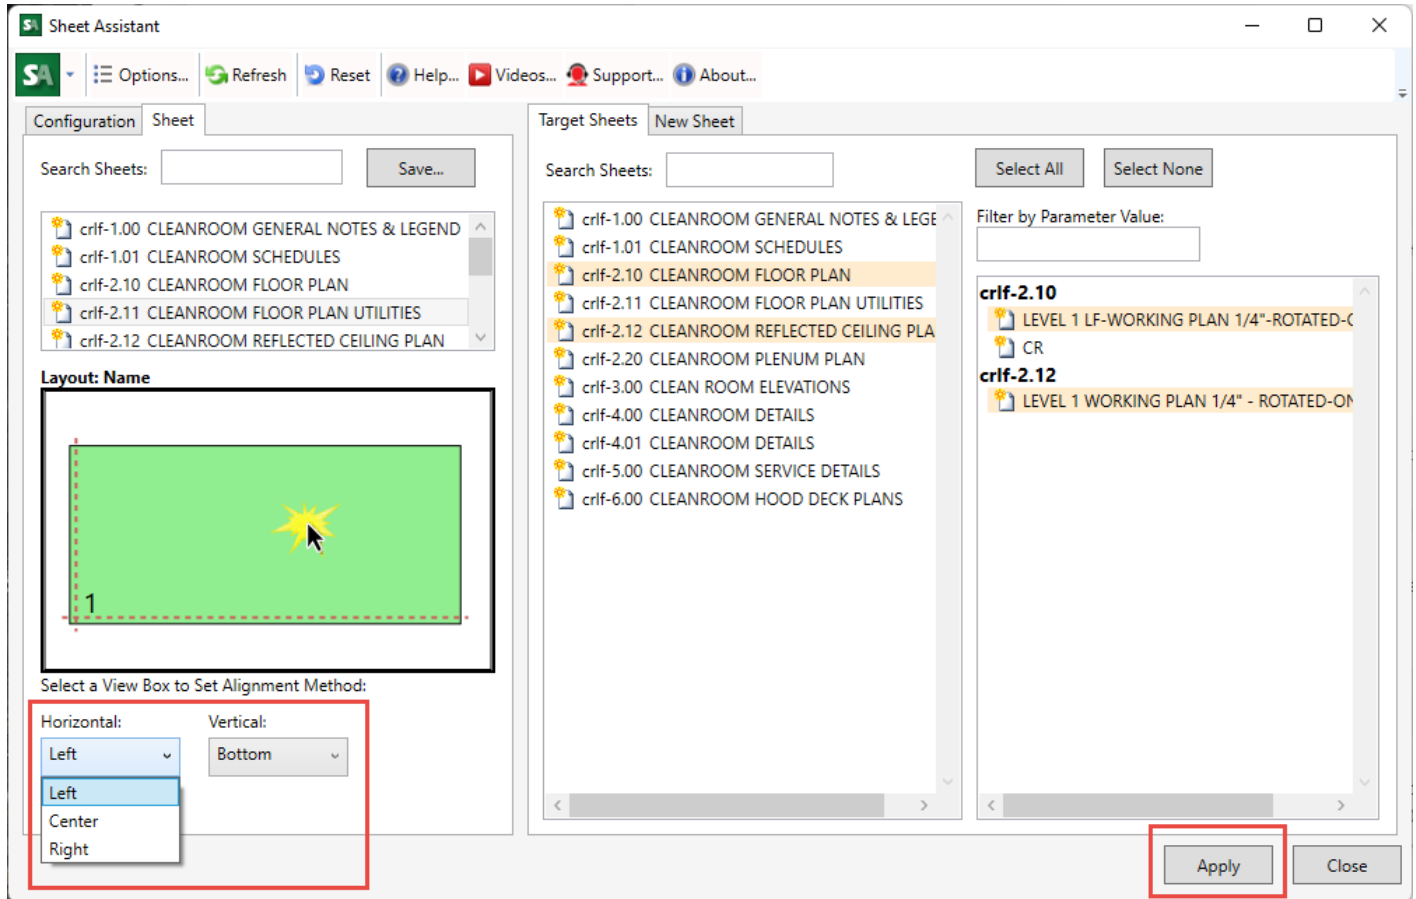 SA Sheet Assistant
SA Options... Refresh Reset Help... Videos... Support... About...
Configuration Sheet
Search Sheets: Save...
crlf-1.00 CLEANROOM GENERAL NOTES & LEGEND
crlf-1.01 CLEANROOM SCHEDULES
crlf-2.10 CLEANROOM FLOOR PLAN
crlf-2.11 CLEANROOM FLOOR PLAN UTILITIES
crlf-2.12 CLEANROOM REFLECTED CEILING PLAN
Layout: Name
1
Select a View Box to Set Alignment Method:
Horizontal: Vertical:
Left Bottom
Left
Center
Right
Target Sheets New Sheet
Search Sheets:
crlf-1.00 CLEANROOM GENERAL NOTES & LEGE
crlf-1.01 CLEANROOM SCHEDULES
crlf-2.10 CLEANROOM FLOOR PLAN
crlf-2.11 CLEANROOM FLOOR PLAN UTILITIES
crlf-2.12 CLEANROOM REFLECTED CEILING PLA
crlf-2.20 CLEANROOM PLENUM PLAN
crlf-3.00 CLEAN ROOM ELEVATIONS
crlf-4.00 CLEANROOM DETAILS
crlf-4.01 CLEANROOM DETAILS
crlf-5.00 CLEANROOM SERVICE DETAILS
crlf-6.00 CLEANROOM HOOD DECK PLANS
Select All Select None
Filter by Parameter Value:
crlf-2.10
LEVEL 1 LF-WORKING PLAN 1/4"-ROTATED-
CR
crlf-2.12
LEVEL 1 WORKING PLAN 1/4" - ROTATED-ON
Apply Close